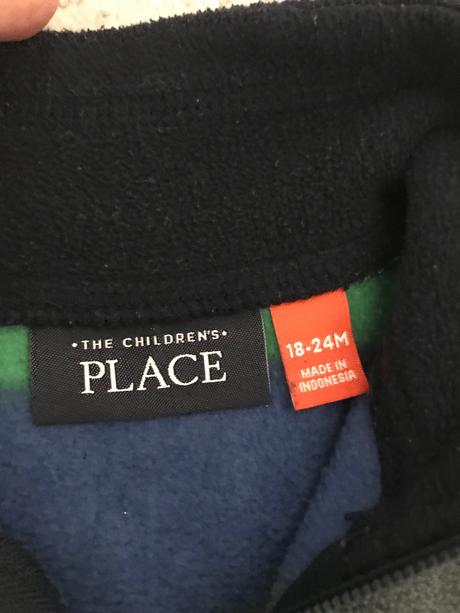 •THE CHILDREN'S•
PLACE
18-24M
MADE IN
INDONESIA